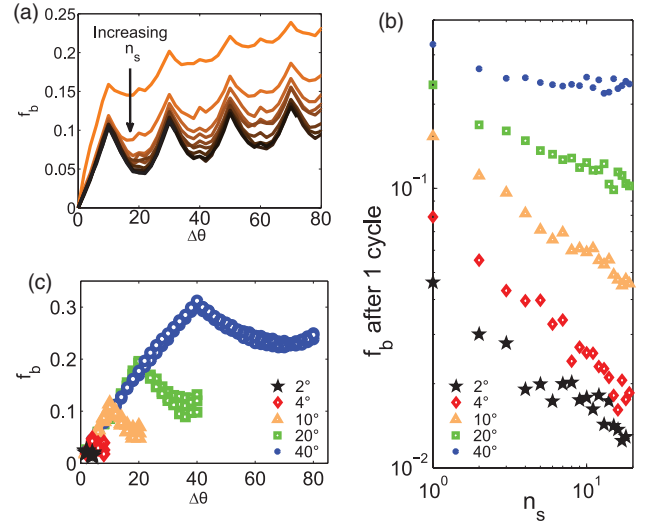 (a)
Increasing
n_s
f_b
0.25
0.2
0.15
0.1
0.05
0
0 20 40 60 80
Δθ
(b)
f_b after 1 cycle
10^-1
10^-2
10^0 10^1
n_s
(c)
f_b
0.3
0.2
0.1
0
0 20 40 60 80
Δθ
2°
4°
10°
20°
40°
2°
4°
10°
20°
40°